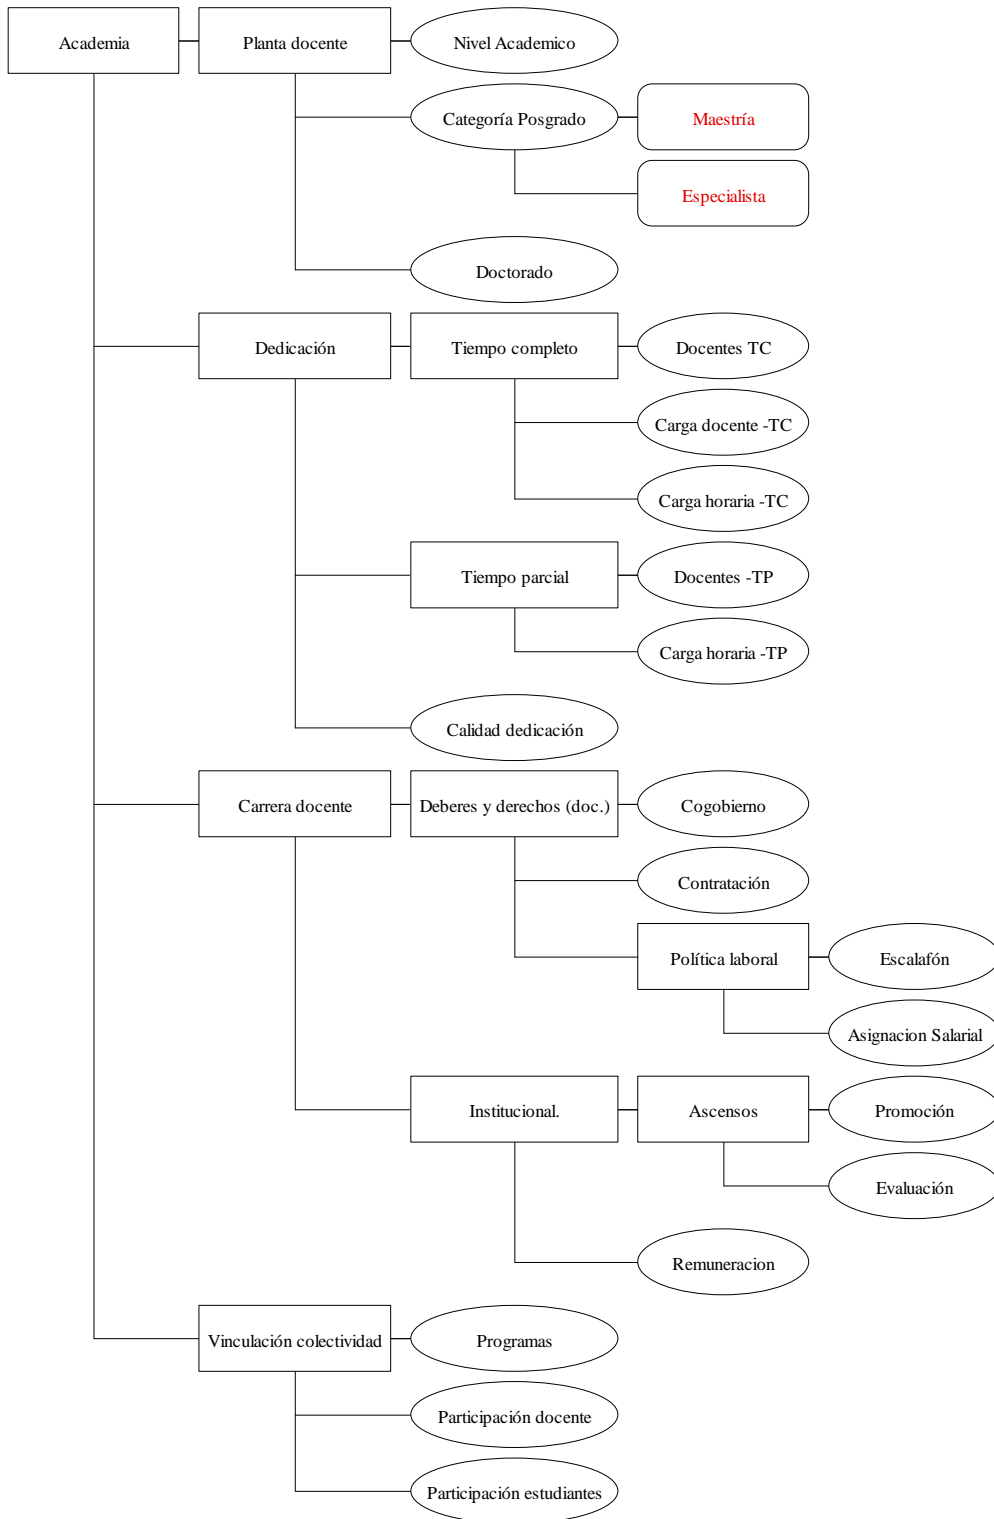 Academia
Planta docente
Nivel Academico
Categoría Posgrado
Maestría
Especialista
Doctorado
Dedicación
Tiempo completo
Docentes TC
Carga docente -TC
Carga horaria -TC
Tiempo parcial
Docentes -TP
Carga horaria -TP
Calidad dedicación
Carrera docente
Deberes y derechos (doc.)
Cogobierno
Contratación
Política laboral
Escalafón
Asignacion Salarial
Institucional.
Ascensos
Promoción
Evaluación
Remuneracion
Vinculación colectividad
Programas
Participación docente
Participación estudiantes